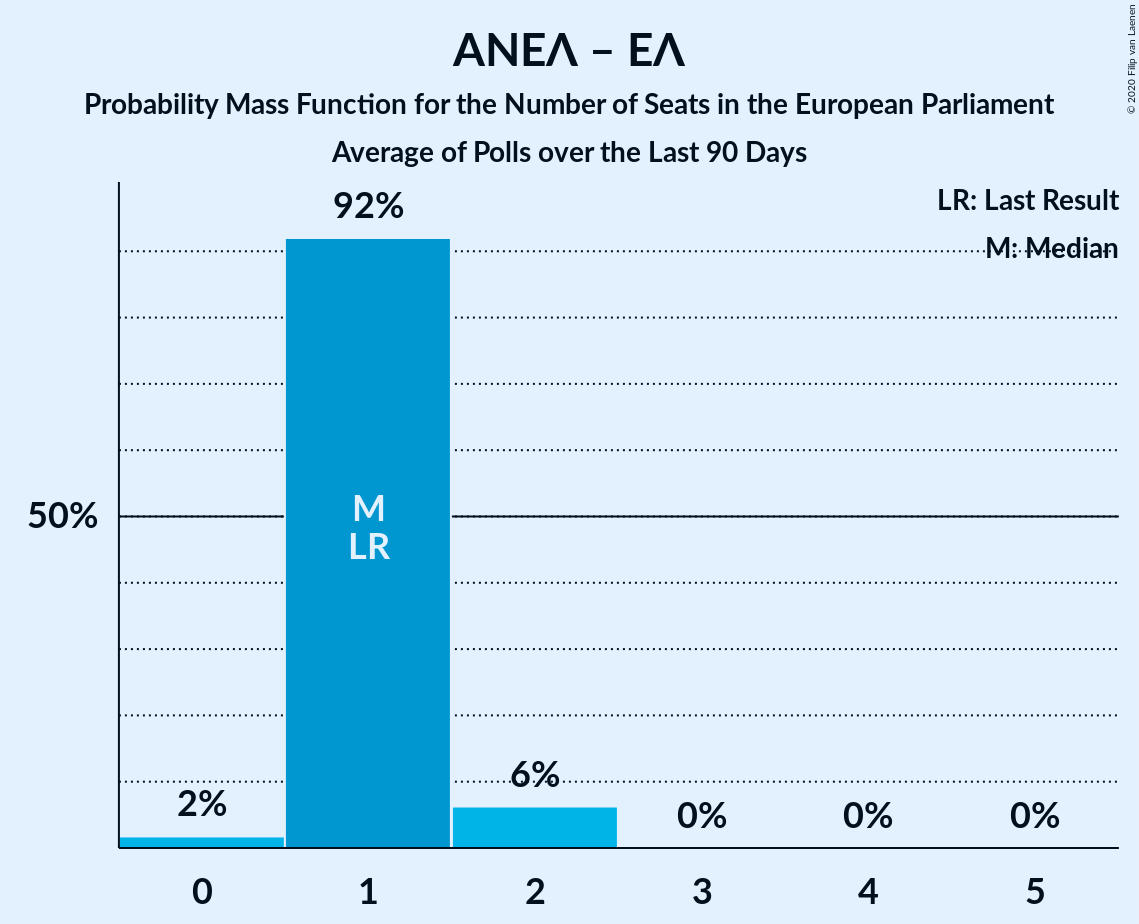 ΑΝΕΛ – ΕΛ
Probability Mass Function for the Number of Seats in the European Parliament
Average of Polls over the Last 90 Days
© 2020 Filip van Laenen
LR: Last Result
M: Median
92%
50%
M
LR
2%
6%
0%
0%
0%
0
1
2
3
4
5